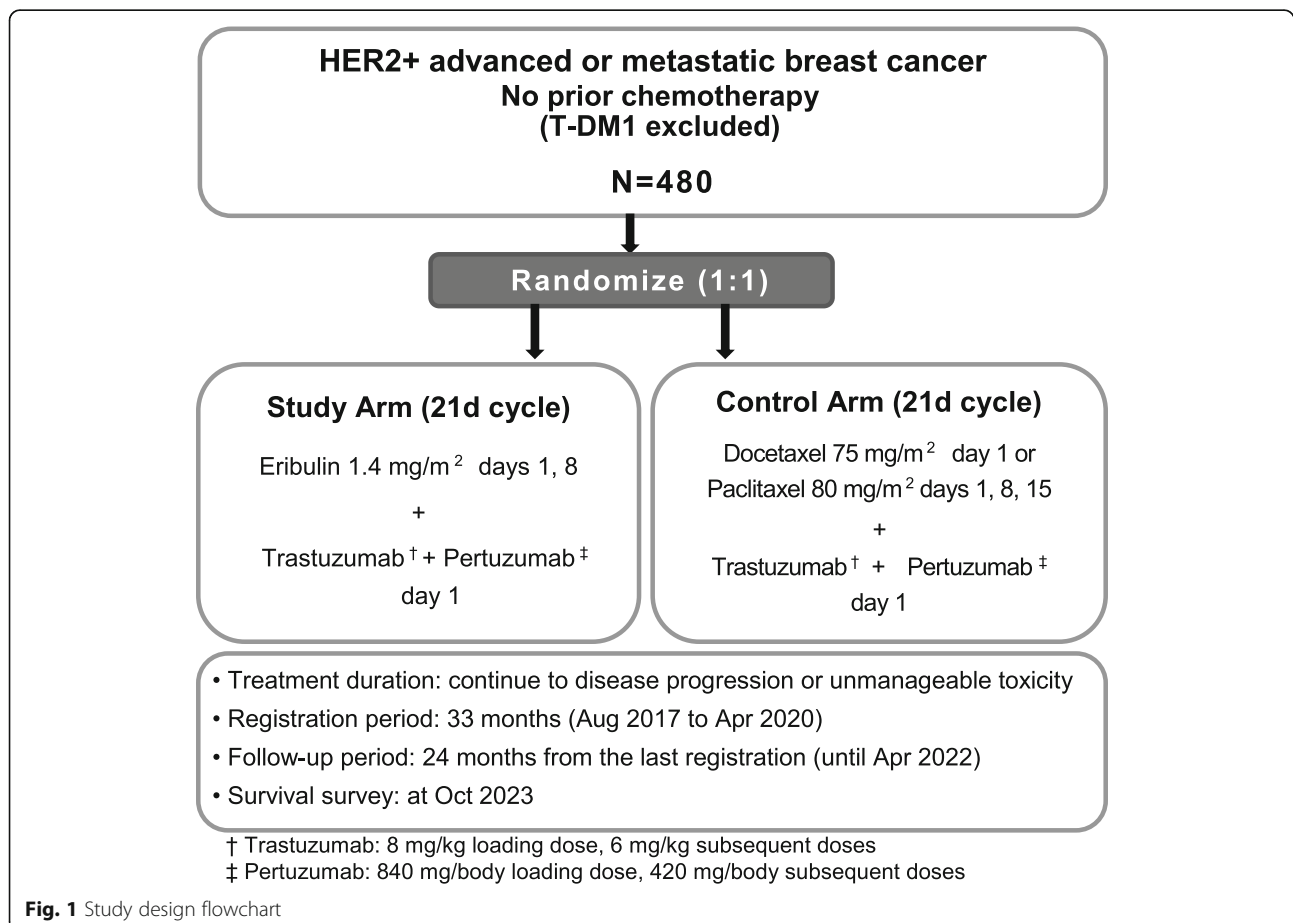 HER2+ advanced or metastatic breast cancer
No prior chemotherapy
(T-DM1 excluded)
N=480
Randomize (1:1)
Study Arm (21d cycle)
Eribulin 1.4 mg/m² days 1, 8
+
Trastuzumab † + Pertuzumab ‡
day 1
Control Arm (21d cycle)
Docetaxel 75 mg/m² day 1 or
Paclitaxel 80 mg/m² days 1, 8, 15
+
Trastuzumab † + Pertuzumab ‡
day 1
• Treatment duration: continue to disease progression or unmanageable toxicity
• Registration period: 33 months (Aug 2017 to Apr 2020)
• Follow-up period: 24 months from the last registration (until Apr 2022)
• Survival survey: at Oct 2023
† Trastuzumab: 8 mg/kg loading dose, 6 mg/kg subsequent doses
‡ Pertuzumab: 840 mg/body loading dose, 420 mg/body subsequent doses
Fig. 1 Study design flowchart